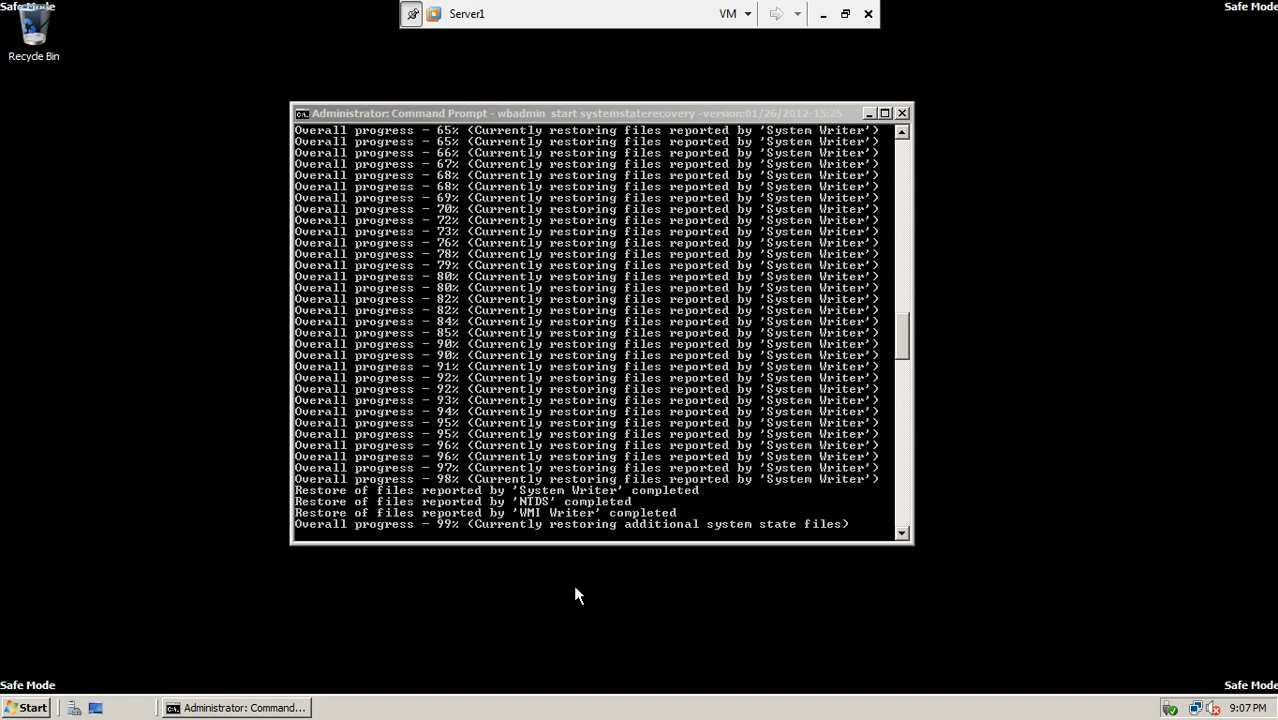 Safe Mode
Safe Mode
Server1
VM
Recycle Bin
Administrator: Command Prompt - wbadmin start systemstaterecovery -version:01/26/2012-15:25
Overall progress - 65% (Currently restoring files reported by 'System Writer')
Overall progress - 65% (Currently restoring files reported by 'System Writer')
Overall progress - 66% (Currently restoring files reported by 'System Writer')
Overall progress - 67% (Currently restoring files reported by 'System Writer')
Overall progress - 68% (Currently restoring files reported by 'System Writer')
Overall progress - 68% (Currently restoring files reported by 'System Writer')
Overall progress - 69% (Currently restoring files reported by 'System Writer')
Overall progress - 70% (Currently restoring files reported by 'System Writer')
Overall progress - 72% (Currently restoring files reported by 'System Writer')
Overall progress - 73% (Currently restoring files reported by 'System Writer')
Overall progress - 76% (Currently restoring files reported by 'System Writer')
Overall progress - 78% (Currently restoring files reported by 'System Writer')
Overall progress - 79% (Currently restoring files reported by 'System Writer')
Overall progress - 80% (Currently restoring files reported by 'System Writer')
Overall progress - 80% (Currently restoring files reported by 'System Writer')
Overall progress - 82% (Currently restoring files reported by 'System Writer')
Overall progress - 82% (Currently restoring files reported by 'System Writer')
Overall progress - 84% (Currently restoring files reported by 'System Writer')
Overall progress - 85% (Currently restoring files reported by 'System Writer')
Overall progress - 90% (Currently restoring files reported by 'System Writer')
Overall progress - 90% (Currently restoring files reported by 'System Writer')
Overall progress - 91% (Currently restoring files reported by 'System Writer')
Overall progress - 92% (Currently restoring files reported by 'System Writer')
Overall progress - 92% (Currently restoring files reported by 'System Writer')
Overall progress - 93% (Currently restoring files reported by 'System Writer')
Overall progress - 94% (Currently restoring files reported by 'System Writer')
Overall progress - 95% (Currently restoring files reported by 'System Writer')
Overall progress - 95% (Currently restoring files reported by 'System Writer')
Overall progress - 96% (Currently restoring files reported by 'System Writer')
Overall progress - 96% (Currently restoring files reported by 'System Writer')
Overall progress - 97% (Currently restoring files reported by 'System Writer')
Overall progress - 98% (Currently restoring files reported by 'System Writer')
Restore of files reported by 'System Writer' completed
Restore of files reported by 'NTDS' completed
Restore of files reported by 'WMI Writer' completed
Overall progress - 99% (Currently restoring additional system state files)
Safe Mode
Safe Mode
Start
Administrator: Command...
9:07 PM